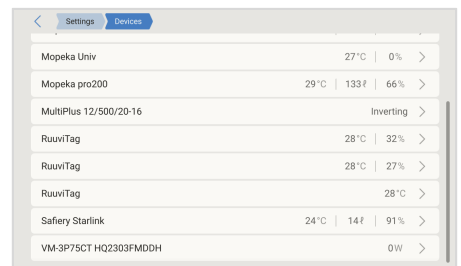 Settings Devices
Mopeka Univ 27°C 0%
Mopeka pro200 29°C 133ℓ 66%
MultiPlus 12/500/20-16 Inverting
RuuviTag 28°C 32%
RuuviTag 28°C 27%
RuuviTag 28°C
Safiery Starlink 24°C 14ℓ 91%
VM-3P75CT HQ2303FMDDH 0W